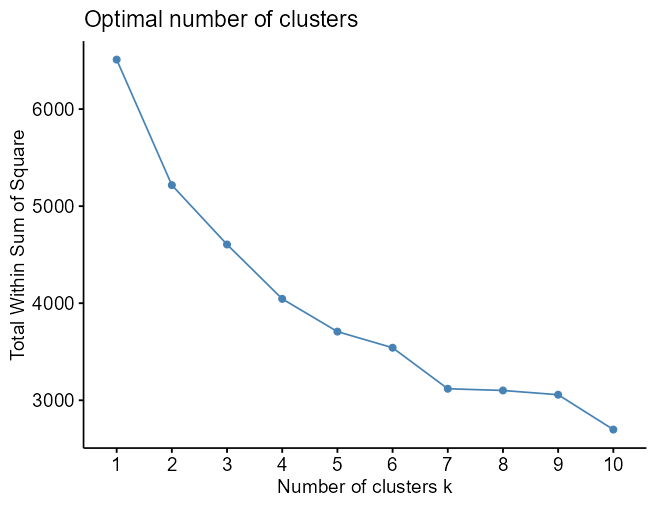 Optimal number of clusters
Total Within Sum of Square
6000
5000
4000
3000
1 2 3 4 5 6 7 8 9 10
Number of clusters k